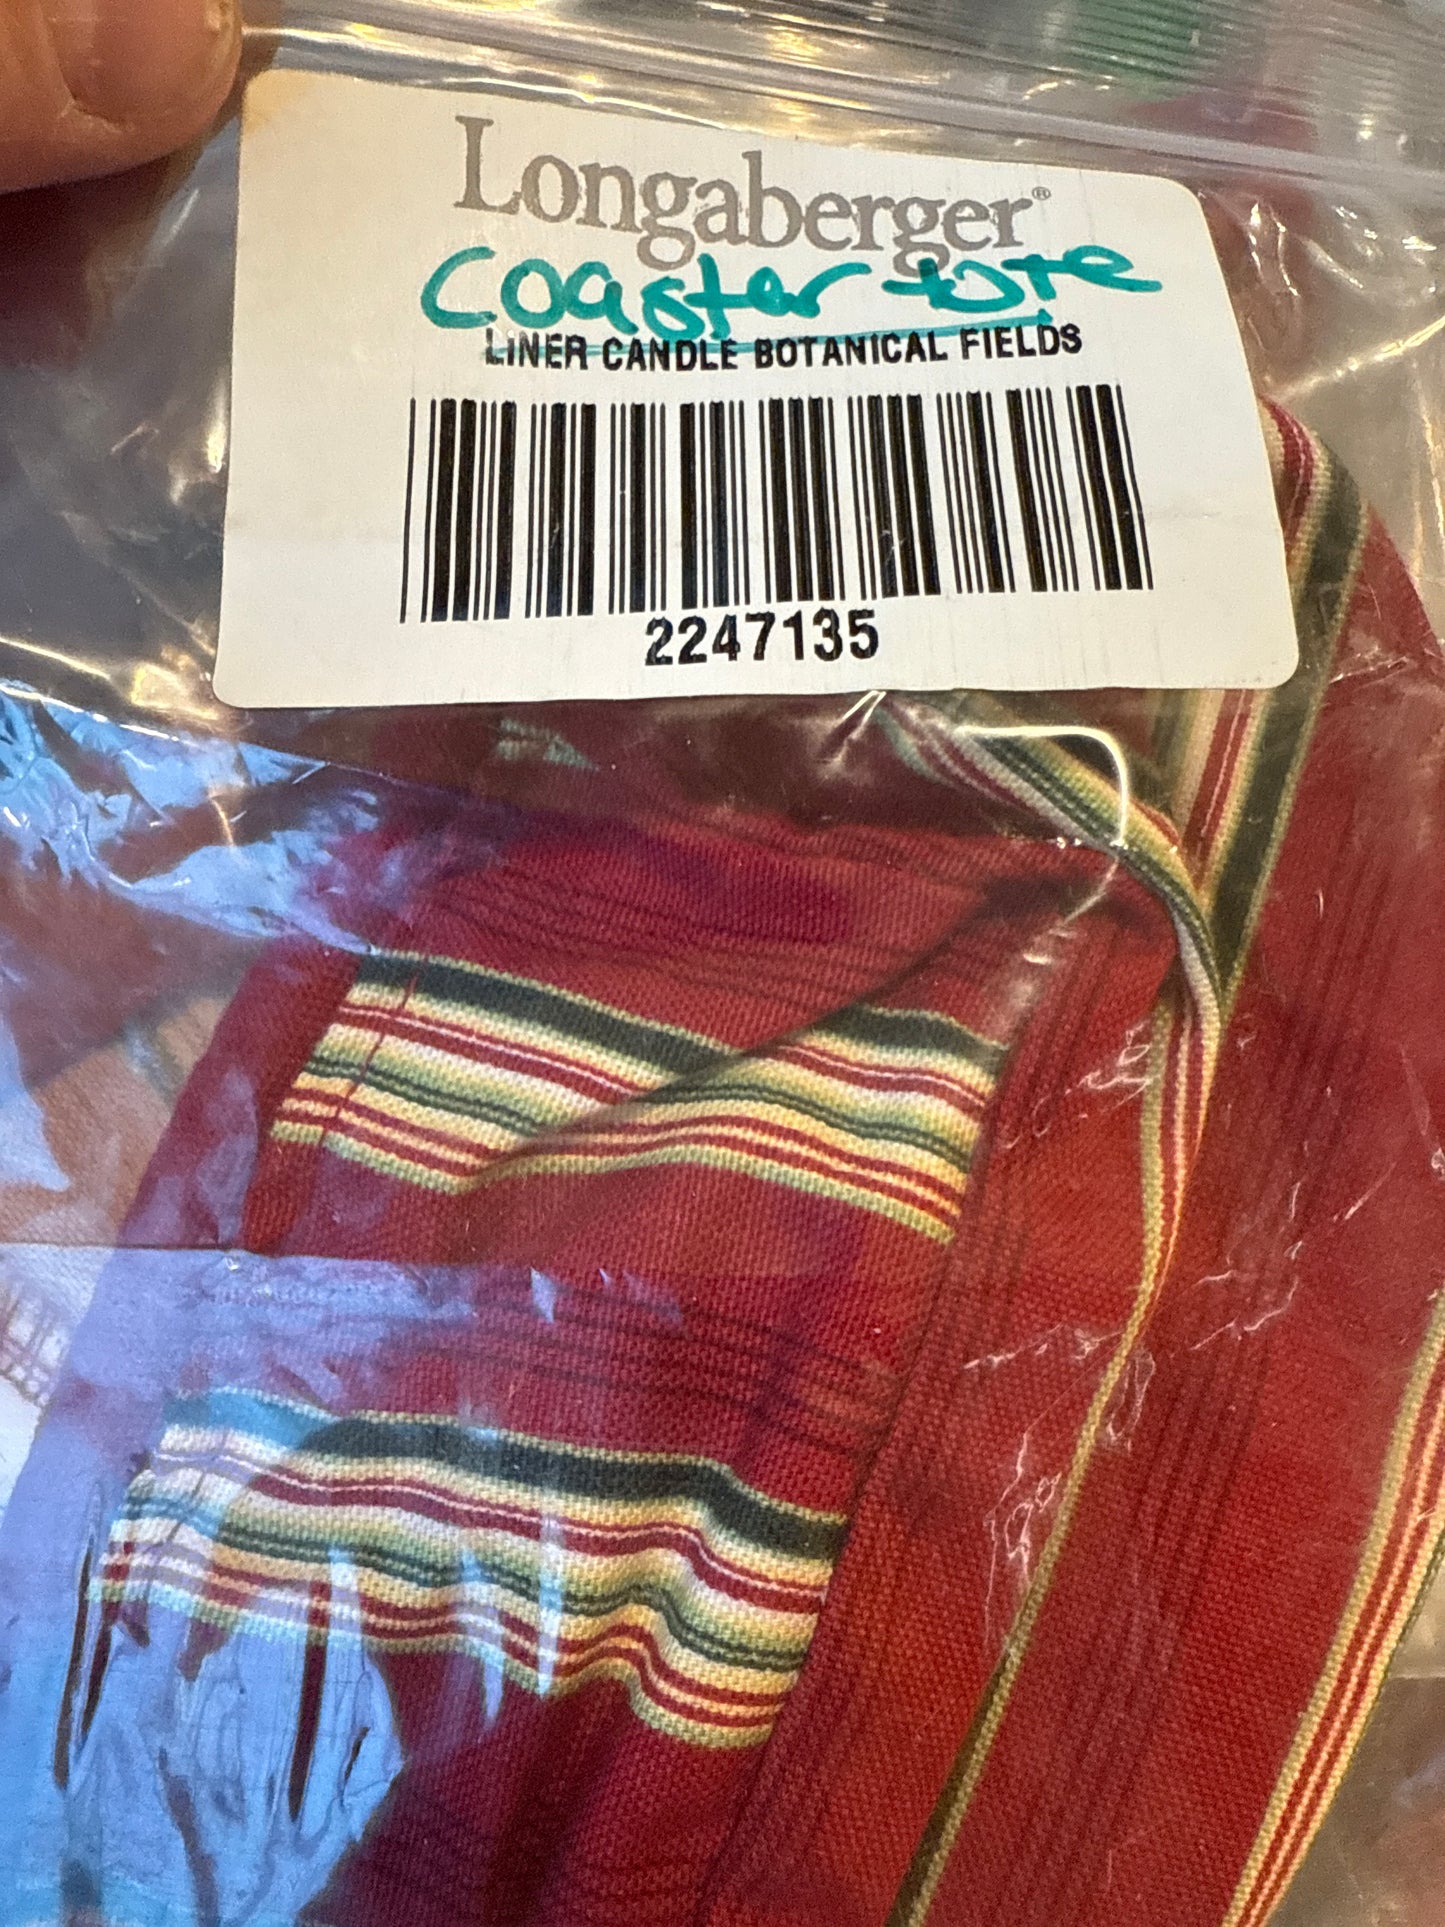 Longaberger®
Coaster tote
LINER CANDLE BOTANICAL FIELDS
2247135